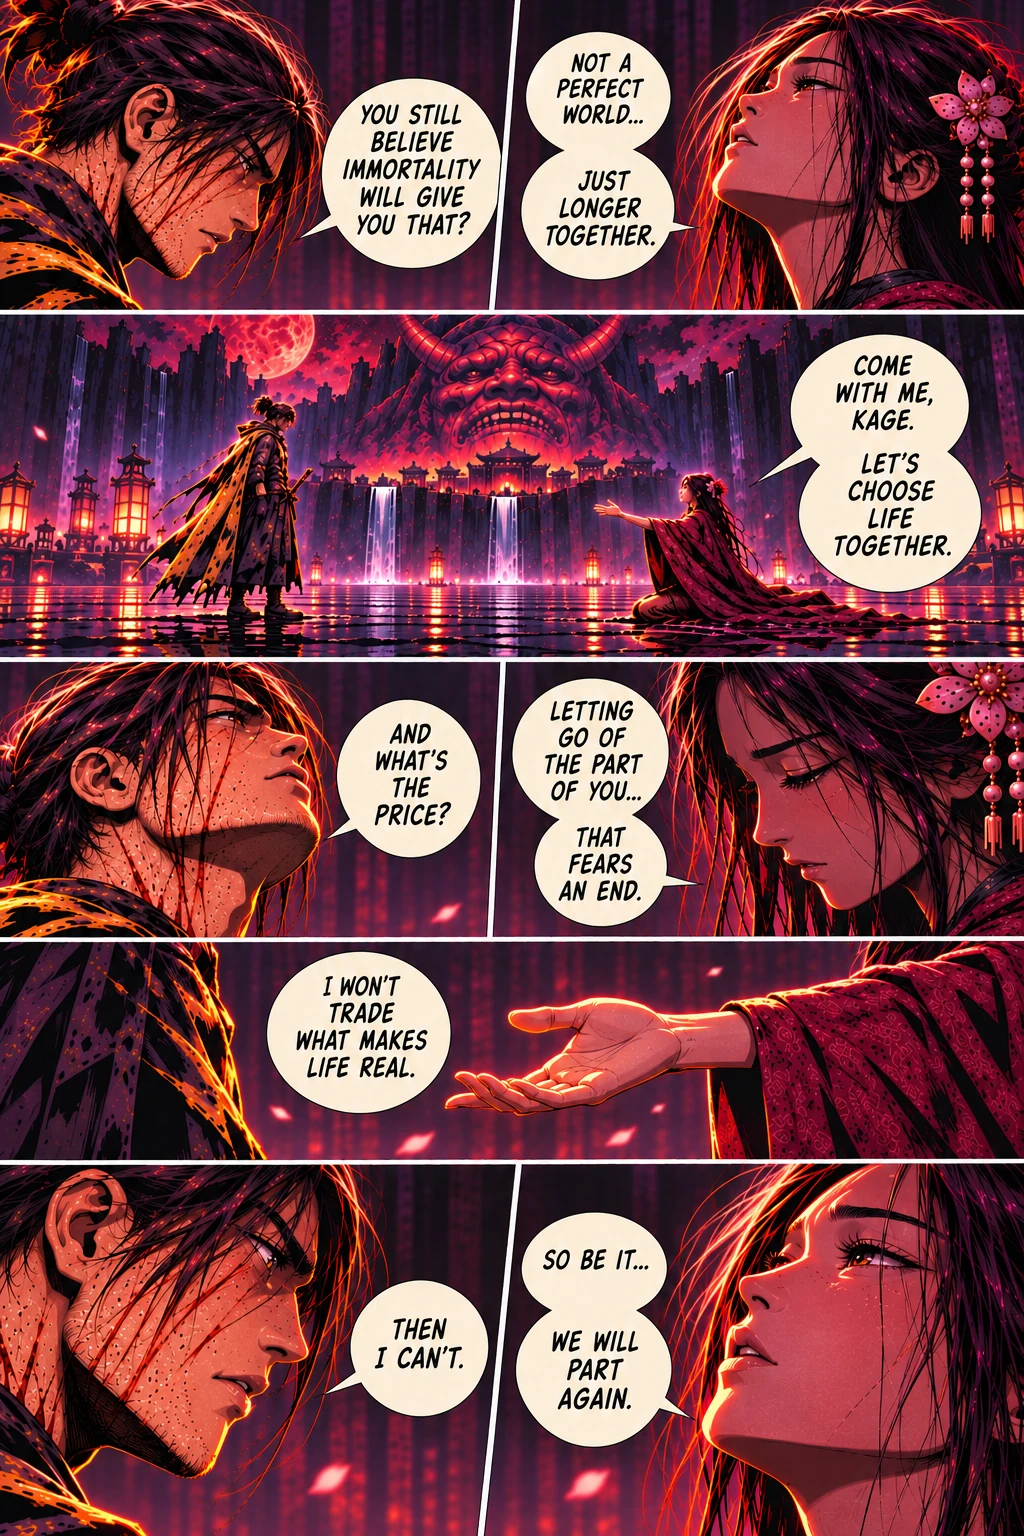 YOU STILL
BELIEVE
IMMORTALITY
WILL GIVE
YOU THAT?
NOT A
PERFECT
WORLD...
JUST
LONGER
TOGETHER.
COME
WITH ME,
KAGE.
LET'S
CHOOSE
LIFE
TOGETHER.
AND
WHAT'S
THE
PRICE?
LETTING
GO OF
THE PART
OF YOU...
THAT
FEARS
AN END.
I WON'T
TRADE
WHAT MAKES
LIFE REAL.
THEN
I CAN'T.
SO BE IT...
WE WILL
PART
AGAIN.